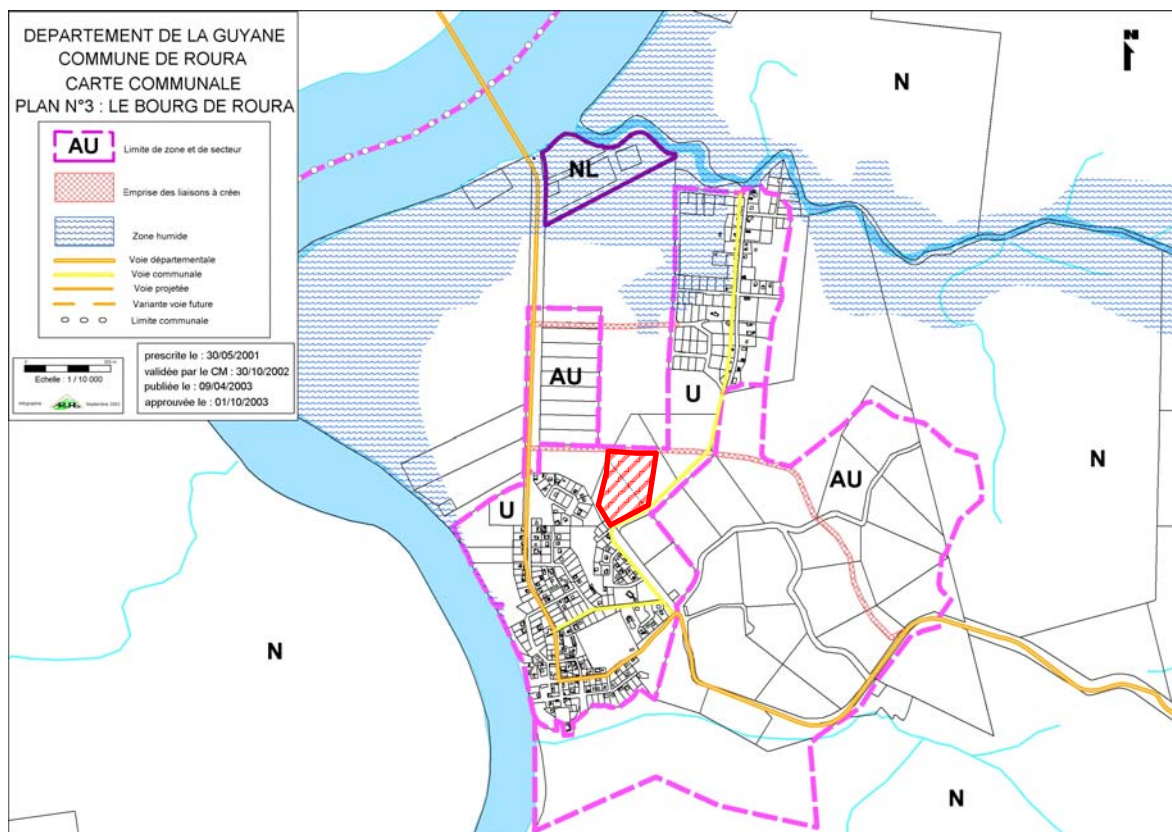 DEPARTEMENT DE LA GUYANE
COMMUNE DE ROURA
CARTE COMMUNALE
PLAN N°3 : LE BOURG DE ROURA
AU
Limite de zone et de secteur
Emprise des liaisons à créer
Zone humide
Voie départementale
Voie communale
Voie projetée
Variante voie future
Limite communale
Echelle : 1 / 10 000
Infographie
Septembre 2003
prescrite le : 30/05/2001
validée par le CM : 30/10/2002
publiée le : 09/04/2003
approuvée le : 01/10/2003
N
N
NL
AU
U
AU
N
U
N
N